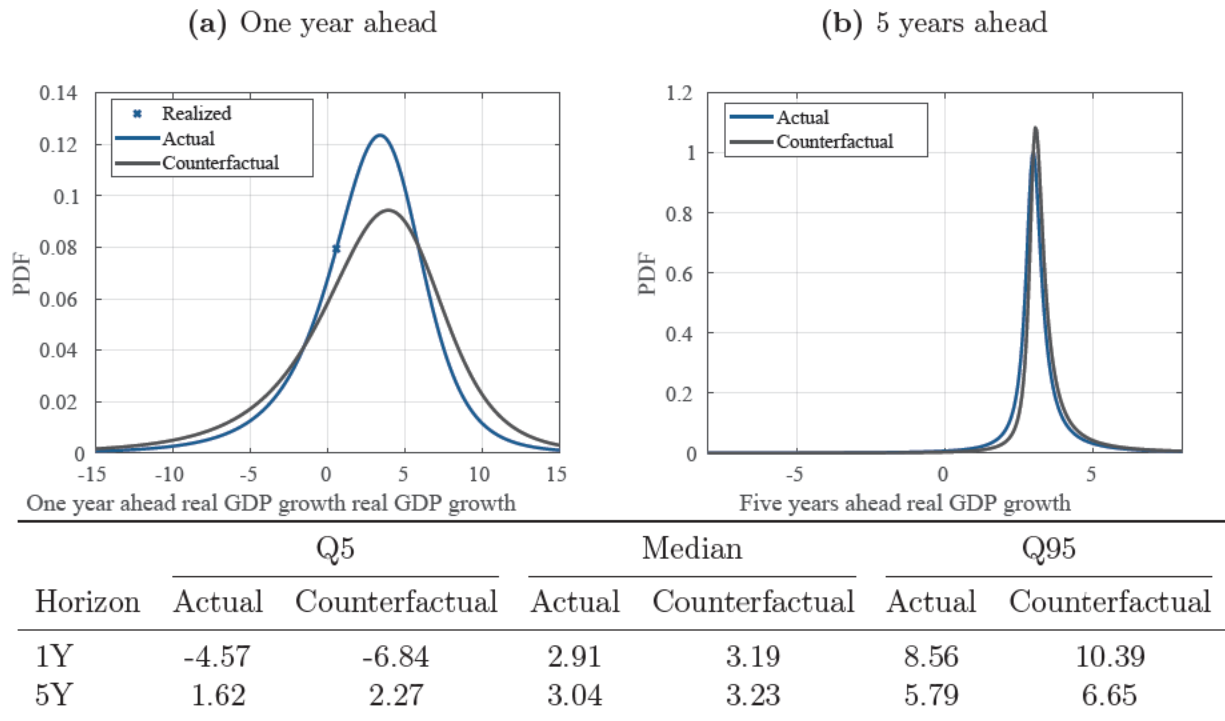 (a) One year ahead
(b) 5 years ahead
0.14
0.12
0.1
0.08
0.06
0.04
0.02
0
PDF
Realized
Actual
Counterfactual
-15 -10 -5 0 5 10 15
One year ahead real GDP growth real GDP growth
1.2
1
0.8
0.6
0.4
0.2
0
PDF
Actual
Counterfactual
-5 0 5
Five years ahead real GDP growth
Q5 Median Q95
Horizon Actual Counterfactual Actual Counterfactual Actual Counterfactual
1Y -4.57 -6.84 2.91 3.19 8.56 10.39
5Y 1.62 2.27 3.04 3.23 5.79 6.65